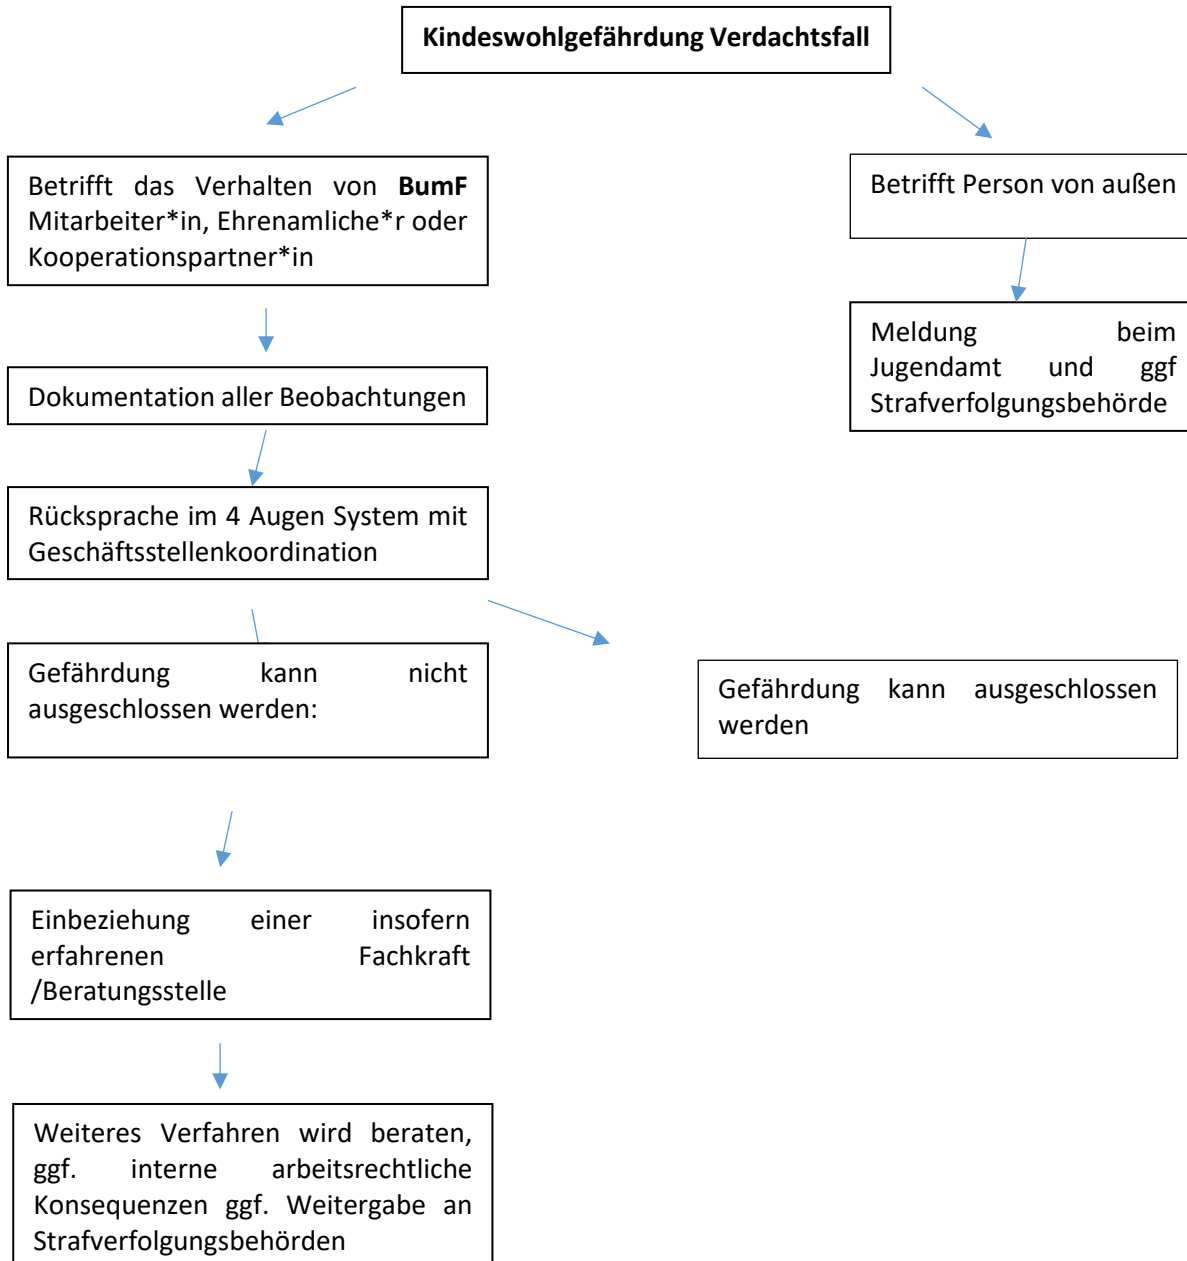 Kindeswohlgefährdung Verdachtsfall
Betrifft das Verhalten von BumF
Mitarbeiter*in, Ehrenamliche*r oder
Kooperationspartner*in
Betrifft Person von außen
Meldung beim
Jugendamt und ggf
Strafverfolgungsbehörde
Dokumentation aller Beobachtungen
Rücksprache im 4 Augen System mit
Geschäftsstellenkoordination
Gefährdung kann nicht
ausgeschlossen werden:
Gefährdung kann ausgeschlossen
werden
Einbeziehung einer insofern
erfahrenen Fachkraft
/Beratungsstelle
Weiteres Verfahren wird beraten,
ggf. interne arbeitsrechtliche
Konsequenzen ggf. Weitergabe an
Strafverfolgungsbehörden